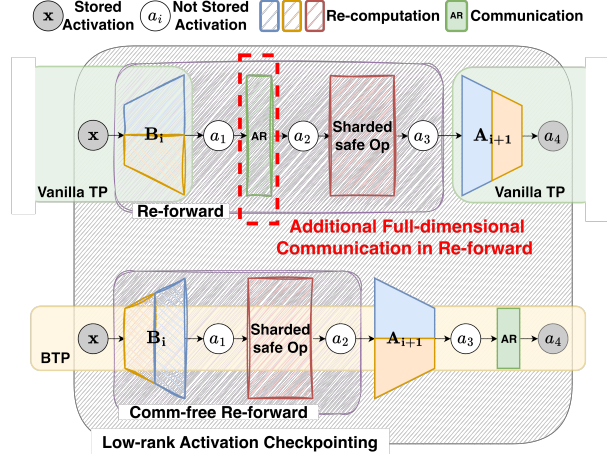 x Stored Activation
a_i Not Stored Activation
Re-computation
AR Communication
x B_i a_1 AR a_2 Sharded safe Op a_3 A_{i+1} a_4
Vanilla TP
Vanilla TP
Re-forward
Additional Full-dimensional
Communication in Re-forward
x B_i a_1 Sharded safe Op a_2 A_{i+1} a_3 AR a_4
BTP
Comm-free Re-forward
Low-rank Activation Checkpointing